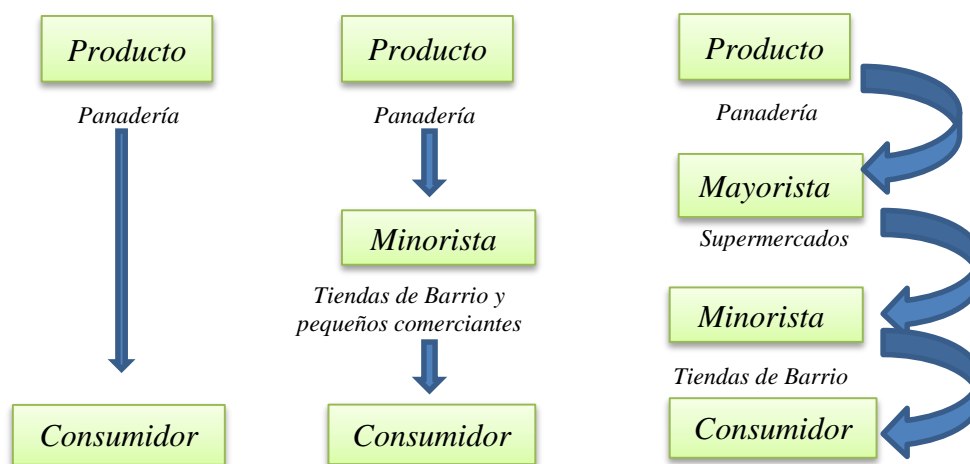 Producto
Panadería
Consumidor
Producto
Panadería
Minorista
Tiendas de Barrio y
pequeños comerciantes
Consumidor
Producto
Panadería
Mayorista
Supermercados
Minorista
Tiendas de Barrio
Consumidor